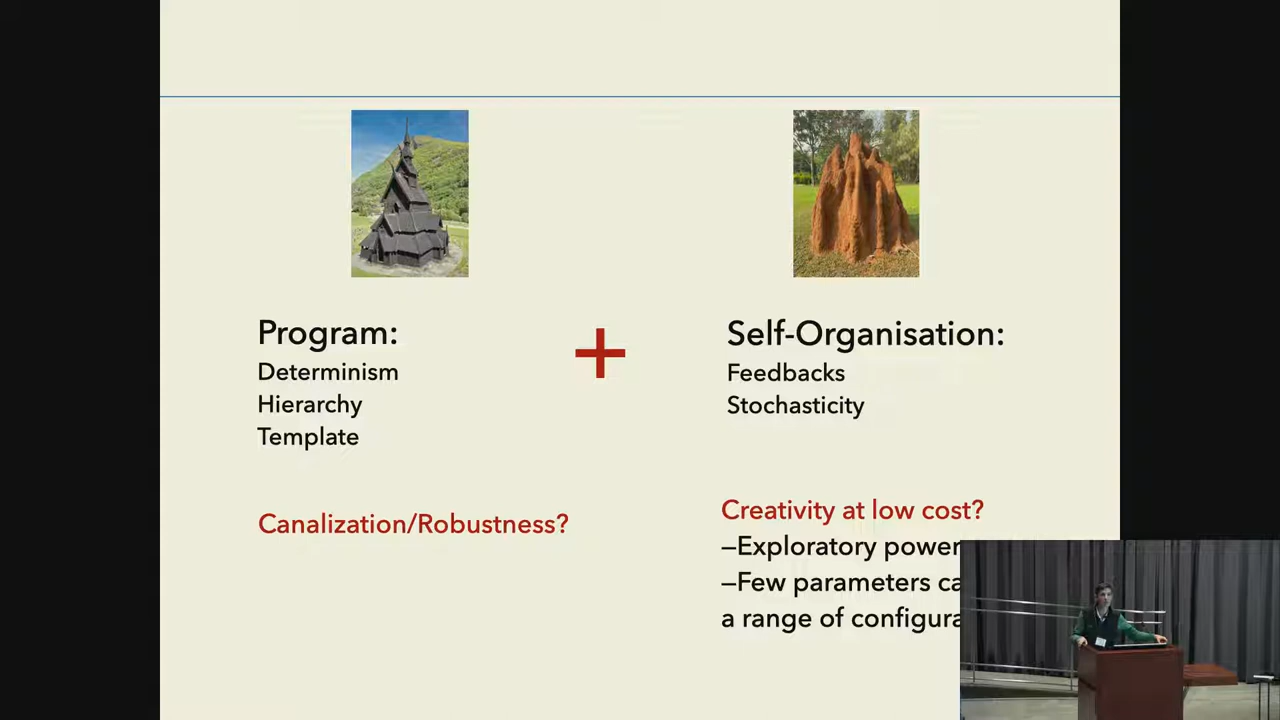 Program:
Determinism
Hierarchy
Template
Canalization/Robustness?
+
Self-Organisation:
Feedbacks
Stochasticity
Creativity at low cost?
–Exploratory power
–Few parameters
a range of